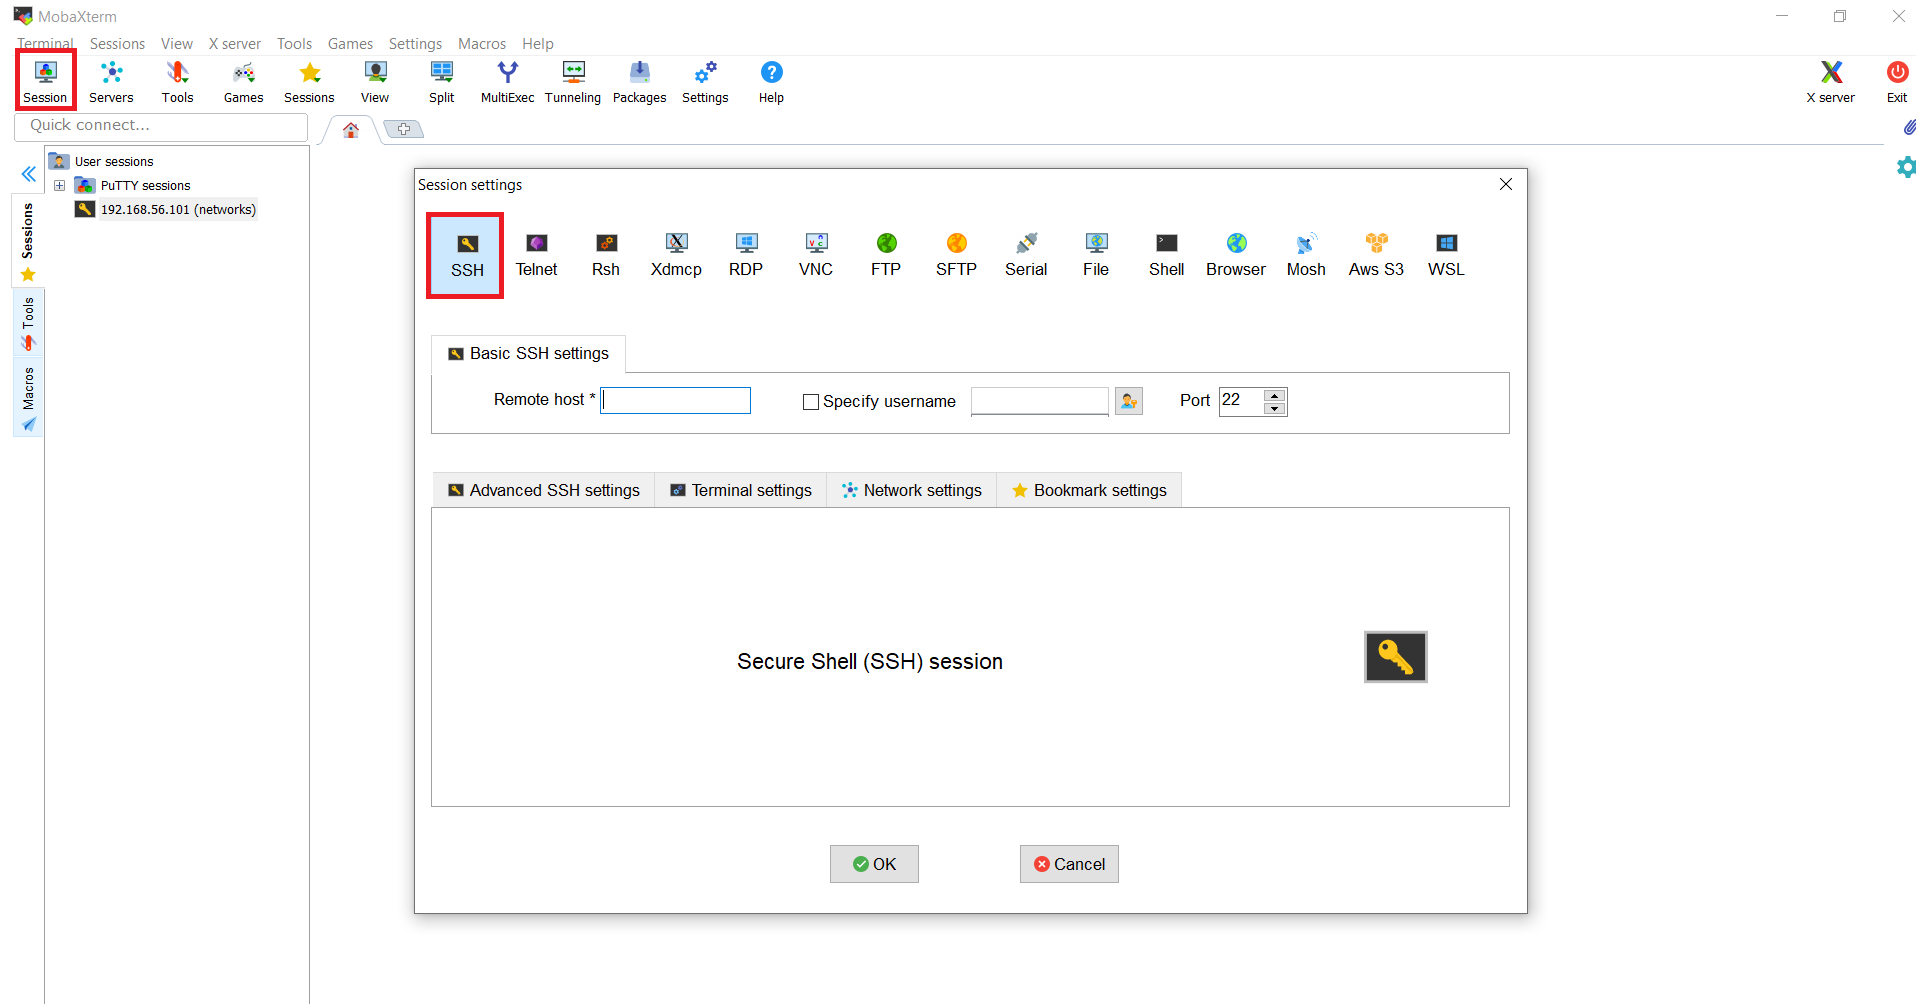 MobaXterm
Terminal Sessions View X server Tools Games Settings Macros Help
Session Servers Tools Games Sessions View Split MultiExec Tunneling Packages Settings Help X server Exit
Quick connect...
User sessions
PuTTY sessions
192.168.56.101 (networks)
Sessions
Tools
Macros
Session settings
SSH Telnet Rsh Xdmcp RDP VNC FTP SFTP Serial File Shell Browser Mosh Aws S3 WSL
Basic SSH settings
Remote host * Specify username Port 22
Advanced SSH settings Terminal settings Network settings Bookmark settings
Secure Shell (SSH) session
OK Cancel